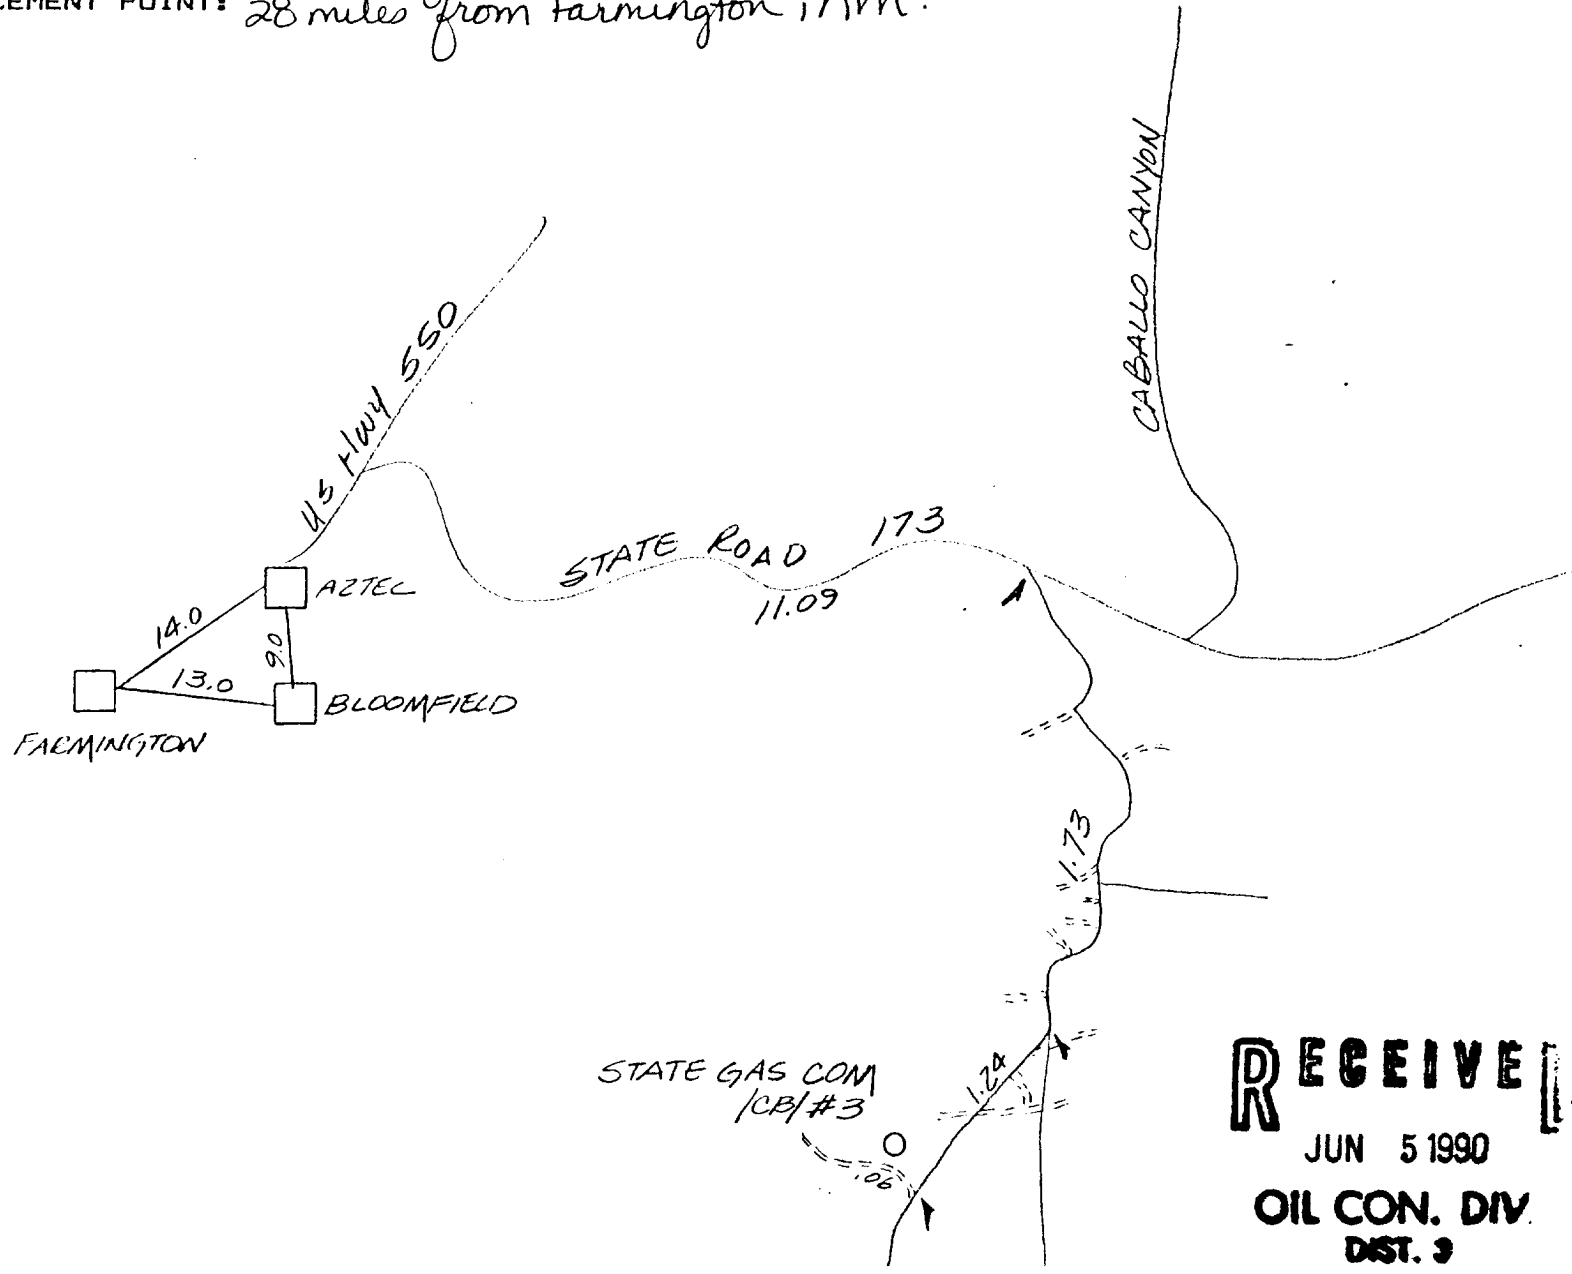 CEMENT POINT: 28 miles from Farmington, NM.
CABALLO CANYON
US Hwy 550
STATE ROAD 173
11.09
AZTEC
14.0
9.0
13.0
BLOOMFIELD
FARMINGTON
1.73
STATE GAS COM
/CB/ #3
1.24
.06
RECEIVE
JUN 5 1990
OIL CON. DIV.
DIST. 3